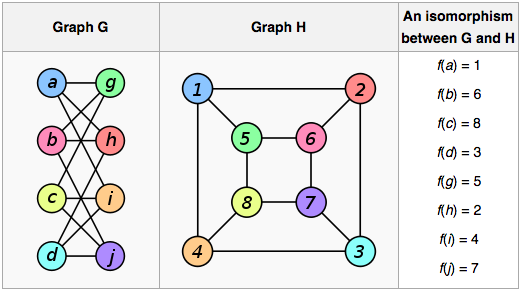 Graph G
Graph H
An isomorphism
between G and H
a
g
b
h
c
i
d
j
1
2
5
6
8
7
4
3
f(a) = 1
f(b) = 6
f(c) = 8
f(d) = 3
f(g) = 5
f(h) = 2
f(i) = 4
f(j) = 7